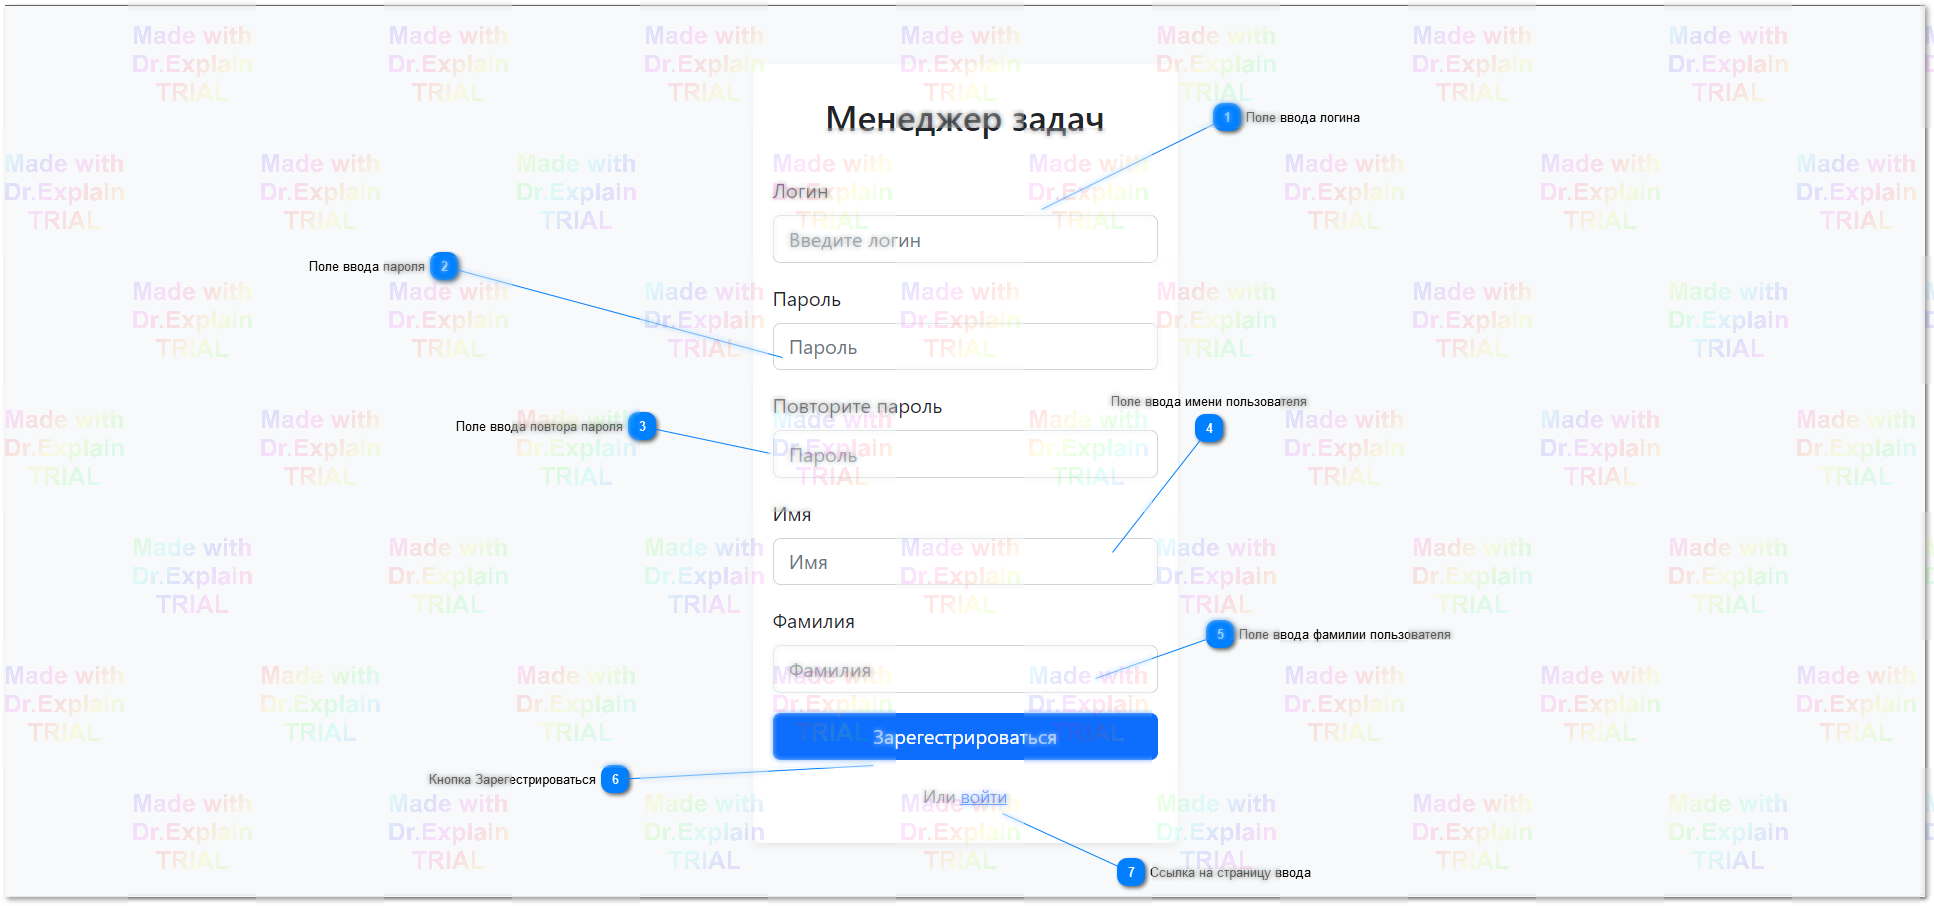 Менеджер задач
1 Поле ввода логина
Логин
Введите логин
Поле ввода пароля 2
Пароль
Пароль
Повторите пароль
Поле ввода имени пользователя
4
Поле ввода повтора пароля 3
Пароль
Имя
Имя
Фамилия
5 Поле ввода фамилии пользователя
Фамилия
Зарегестрироваться
Кнопка Зарегестрироваться 6
Или войти
7 Ссылка на страницу ввода
Made with
Dr.Explain
TRIAL